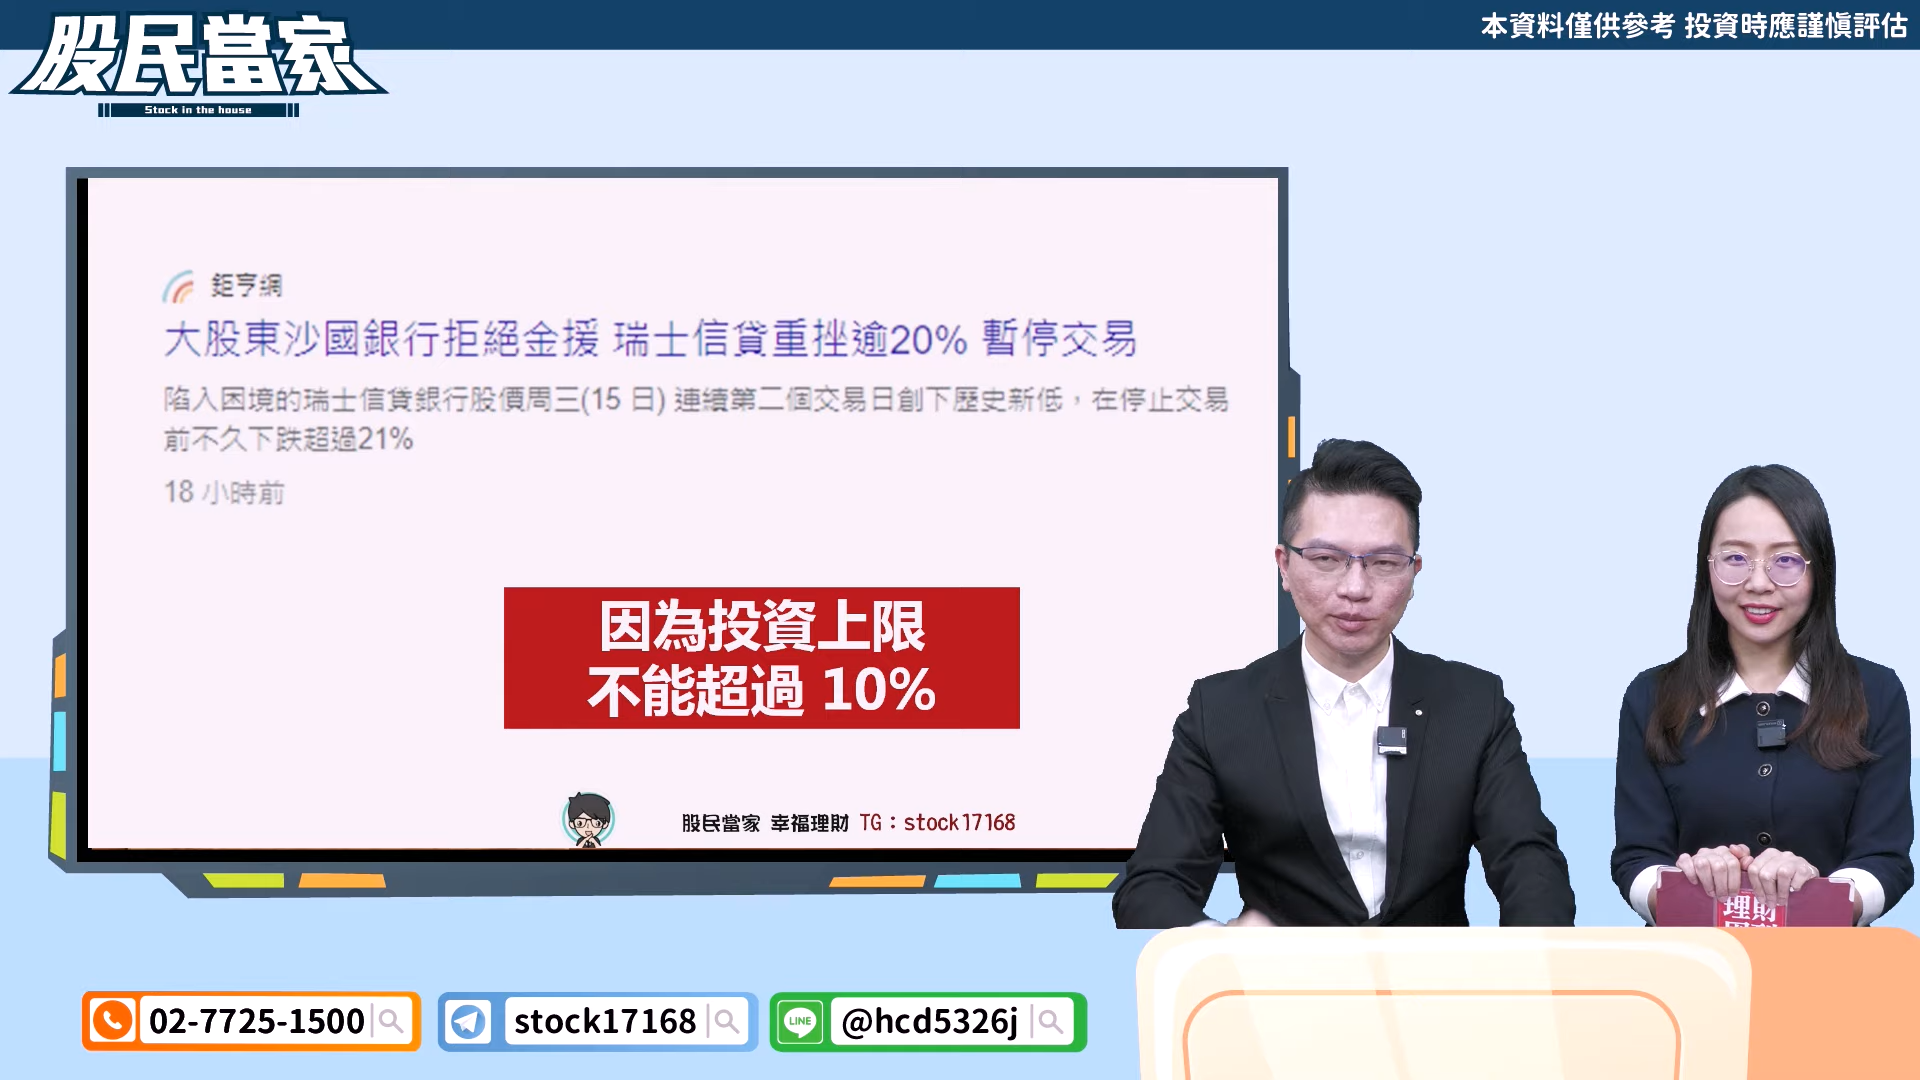 股民當家
Stock in the house
本資料僅供參考 投資時應謹慎評估
鉅亨網
大股東沙國銀行拒絕金援 瑞士信貸重挫逾20% 暫停交易
陷入困境的瑞士信貸銀行股價周三(15 日) 連續第二個交易日創下歷史新低，在停止交易
前不久下跌超過21%
18 小時前
因為投資上限
不能超過 10%
股民當家 幸福理財 TG：stock17168
理財
02-7725-1500
stock17168
LINE
@hcd5326j